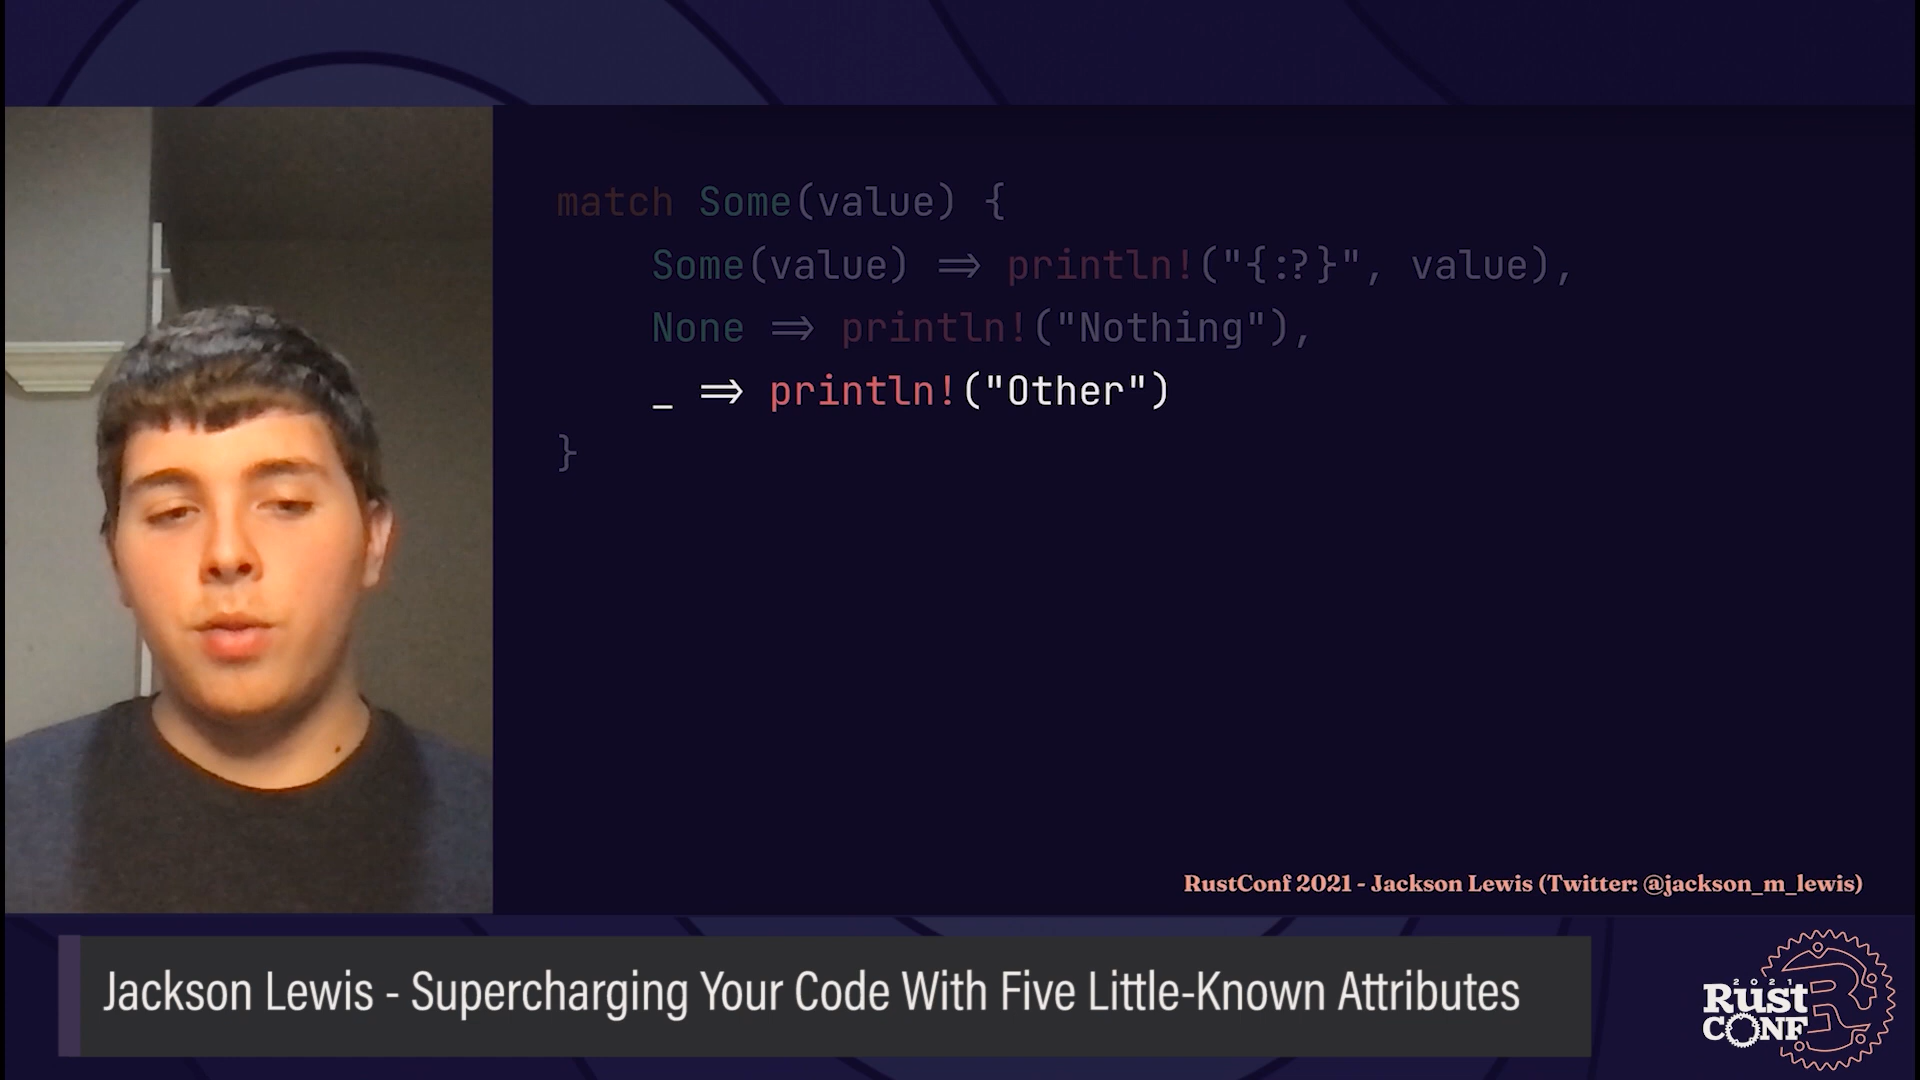 match Some(value) {
Some(value) => println!("{:?}", value),
None => println!("Nothing"),
_ => println!("Other")
}
RustConf 2021 - Jackson Lewis (Twitter: @jackson_m_lewis)
Jackson Lewis - Supercharging Your Code With Five Little-Known Attributes
2021
Rust
CONF
R